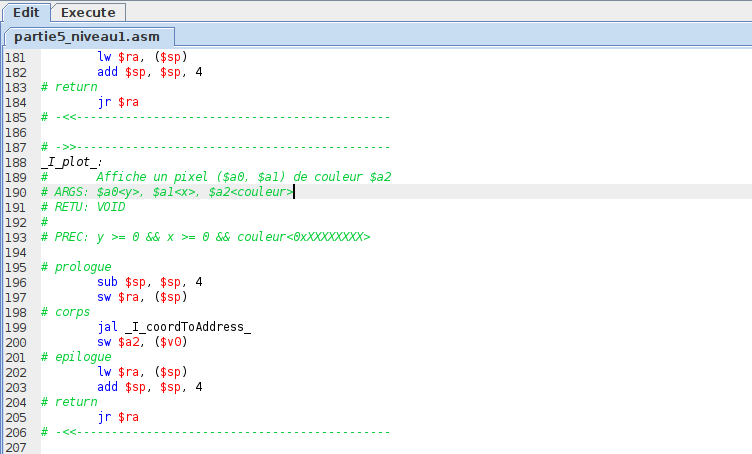 Edit Execute
partie5_niveau1.asm
181 lw $ra, ($sp)
182 add $sp, $sp, 4
183 # return
184 jr $ra
185 # -<<---------------------------------------------
186
187 # ->>---------------------------------------------
188 _I_plot_:
189 # Affiche un pixel ($a0, $a1) de couleur $a2
190 # ARGS: $a0<y>, $a1<x>, $a2<couleur>
191 # RETU: VOID
192 #
193 # PREC: y >= 0 && x >= 0 && couleur<0xXXXXXXXX>
194
195 # prologue
196 sub $sp, $sp, 4
197 sw $ra, ($sp)
198 # corps
199 jal _I_coordToAddress_
200 sw $a2, ($v0)
201 # epilogue
202 lw $ra, ($sp)
203 add $sp, $sp, 4
204 # return
205 jr $ra
206 # -<<---------------------------------------------
207